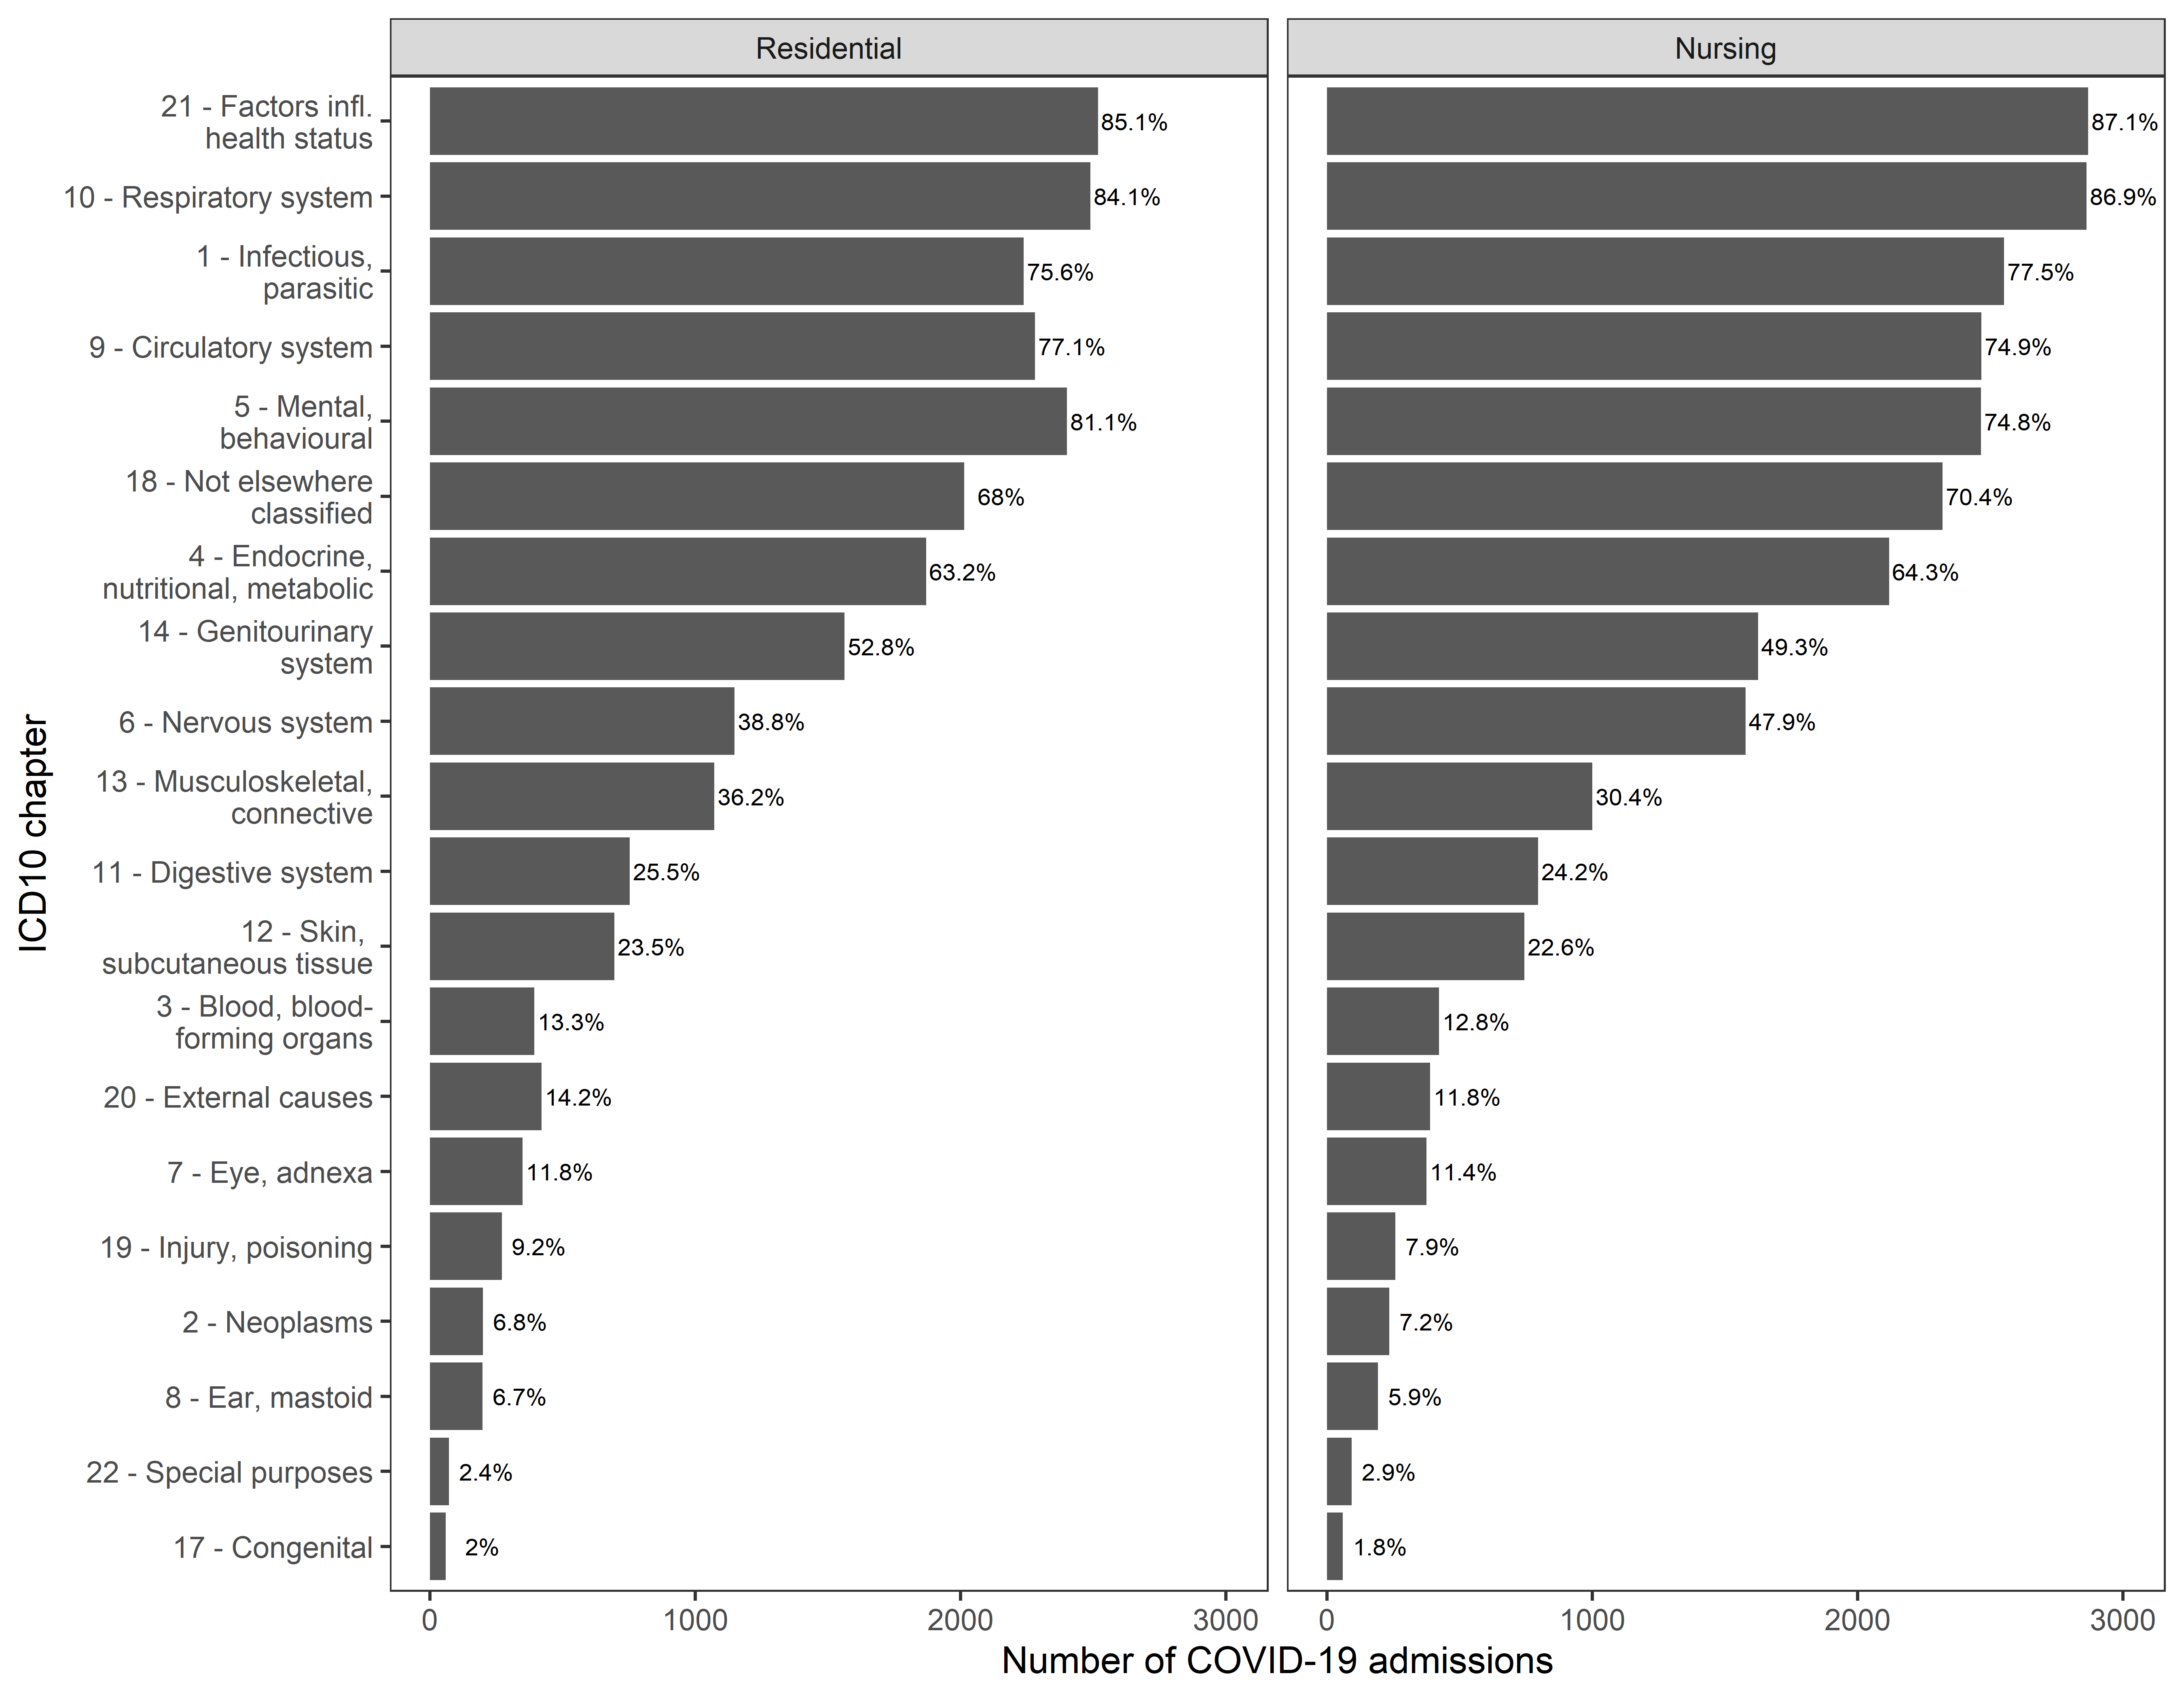 Residential
Nursing
21 - Factors infl.
health status
85.1%
87.1%
10 - Respiratory system
84.1%
86.9%
1 - Infectious,
parasitic
75.6%
77.5%
9 - Circulatory system
77.1%
74.9%
5 - Mental,
behavioural
81.1%
74.8%
18 - Not elsewhere
classified
68%
70.4%
4 - Endocrine,
nutritional, metabolic
63.2%
64.3%
14 - Genitourinary
system
52.8%
49.3%
6 - Nervous system
38.8%
47.9%
13 - Musculoskeletal,
connective
36.2%
30.4%
11 - Digestive system
25.5%
24.2%
12 - Skin,
subcutaneous tissue
23.5%
22.6%
3 - Blood, blood-
forming organs
13.3%
12.8%
20 - External causes
14.2%
11.8%
7 - Eye, adnexa
11.8%
11.4%
19 - Injury, poisoning
9.2%
7.9%
2 - Neoplasms
6.8%
7.2%
8 - Ear, mastoid
6.7%
5.9%
22 - Special purposes
2.4%
2.9%
17 - Congenital
2%
1.8%
0 1000 2000 3000
0 1000 2000 3000
Number of COVID-19 admissions
ICD10 chapter